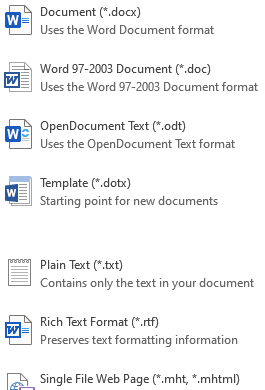 Document (*.docx)
Uses the Word Document format
Word 97-2003 Document (*.doc)
Uses the Word 97-2003 Document format
OpenDocument Text (*.odt)
Uses the OpenDocument Text format
Template (*.dotx)
Starting point for new documents
Plain Text (*.txt)
Contains only the text in your document
Rich Text Format (*.rtf)
Preserves text formatting information
Single File Web Page (*.mht, *.mhtml)